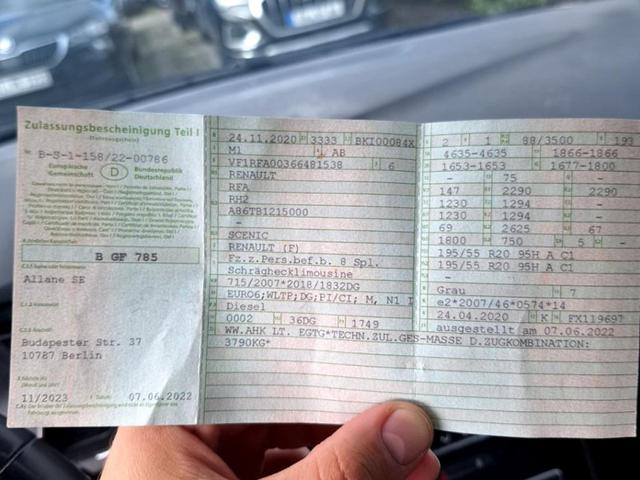 Zulassungsbescheinigung Teil I
(Fahrzeugschein)
B-S-1-158/22-00786
Europäische Gemeinschaft D Bundesrepublik Deutschland
B GF 785
Allane SE
Budapester Str. 37
10787 Berlin
11/2023 07.06.2022
24.11.2020 3333 BKI00084X
M1 AB
VF1RFA00366481538 6
RENAULT
RFA
RH2
AB6TB1215000
-
SCENIC
RENAULT (F)
Fz.z.Pers.bef.b. 8 Spl.
Schräghecklimousine
715/2007*2018/1832DG
EURO6;WLTP;DG;PI/CI; M, N1 I
Diesel
0002 36DG 1749
WW.AHK LT. EGTG*TECHN.ZUL.GES-MASSE D.ZUGKOMBINATION:
3790KG*
2 1 88/3500 193
4635-4635 1866-1866
1653-1653 1677-1800
- 75 -
147 2290 2290
1230 1294 -
1230 1294 -
69 2625 67
1800 750 5 -
195/55 R20 95H A C1
195/55 R20 95H A C1
-
Grau 7
e2*2007/46*0574*14
24.04.2020 K FX119697
ausgestellt am 07.06.2022